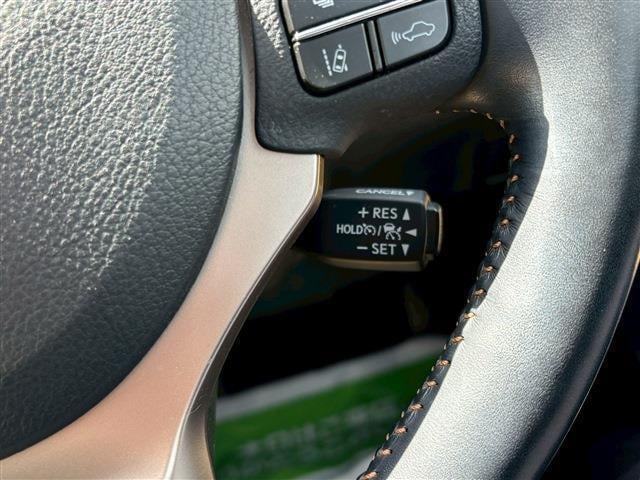 CANCEL▼
+ RES ▲
HOLD / ◀
− SET ▼